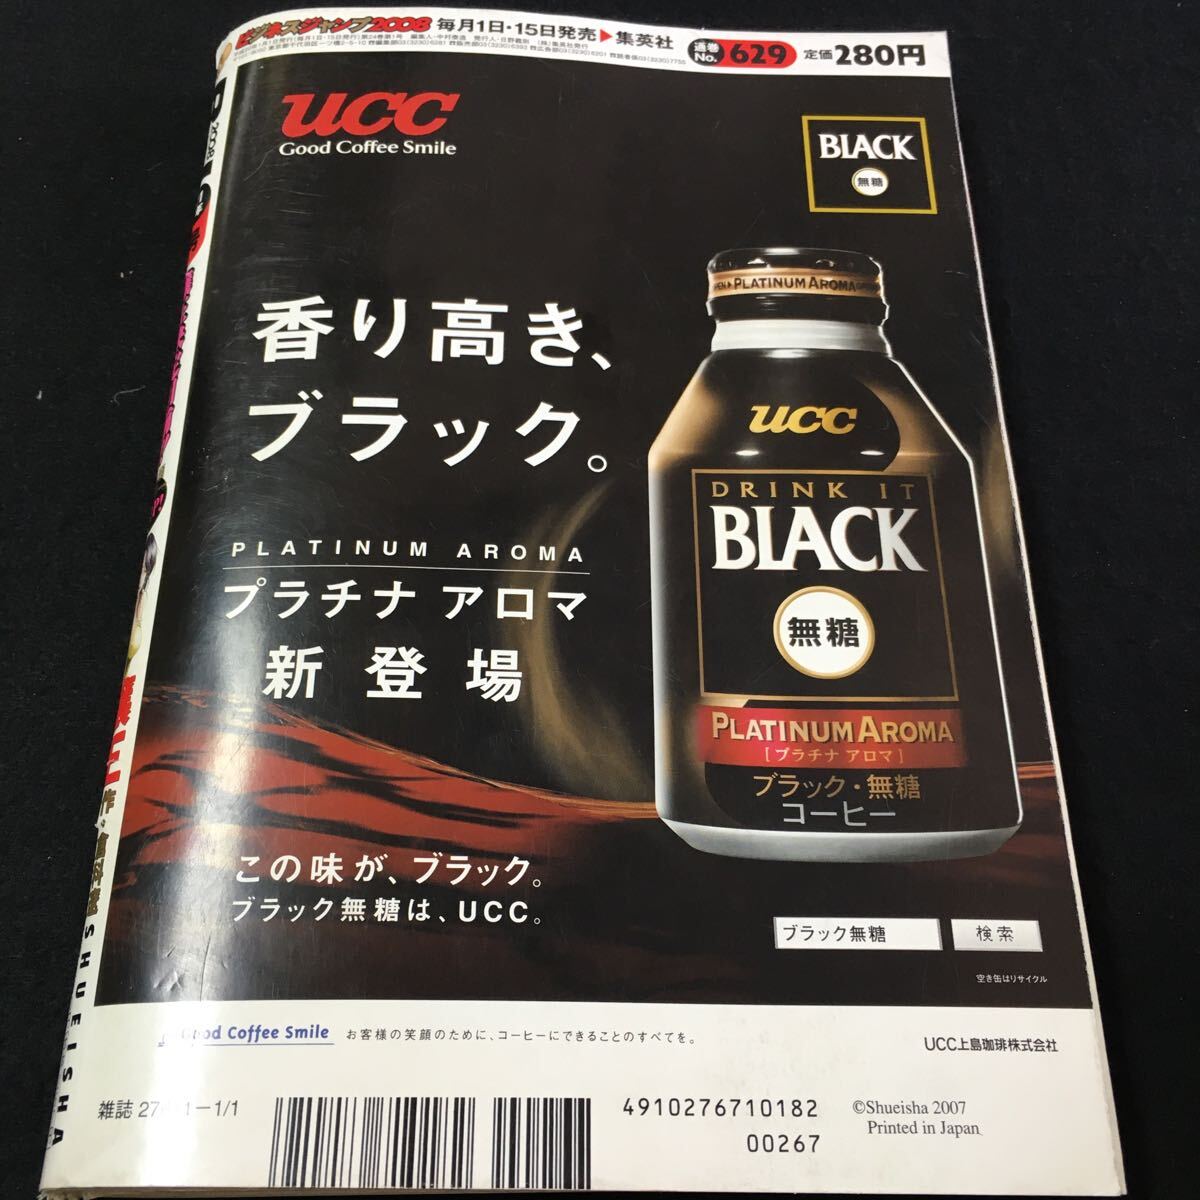 ビジネスジャンプ2008 毎月1日・15日発売▶集英社 通巻No.629 定価280円
ucc
Good Coffee Smile
BLACK
無糖
香り高き、
ブラック。
PLATINUM AROMA
プラチナ アロマ
新登場
PLATINUM AROMA
ucc
DRINK IT
BLACK
無糖
PLATINUM AROMA
[プラチナ アロマ]
ブラック・無糖
コーヒー
この味が、ブラック。
ブラック無糖は、UCC。
ブラック無糖 検索
空き缶はリサイクル
Good Coffee Smile お客様の笑顔のために、コーヒーにできることのすべてを。
UCC上島珈琲株式会社
雑誌
4910276710182
00267
©Shueisha 2007
Printed in Japan
SHUEISHA